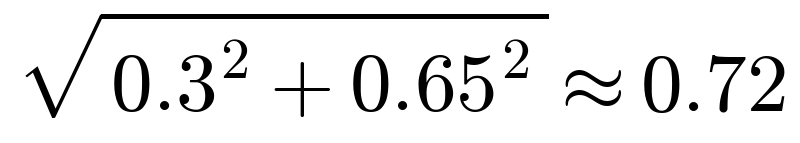 √(0.3² + 0.65²) ≈ 0.72